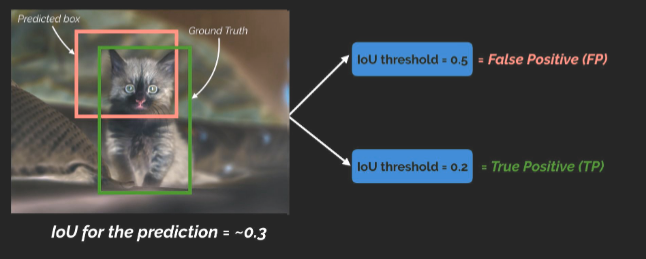 Predicted box
Ground Truth
IoU threshold = 0.5
= False Positive (FP)
IoU threshold = 0.2
= True Positive (TP)
IoU for the prediction = ~0.3